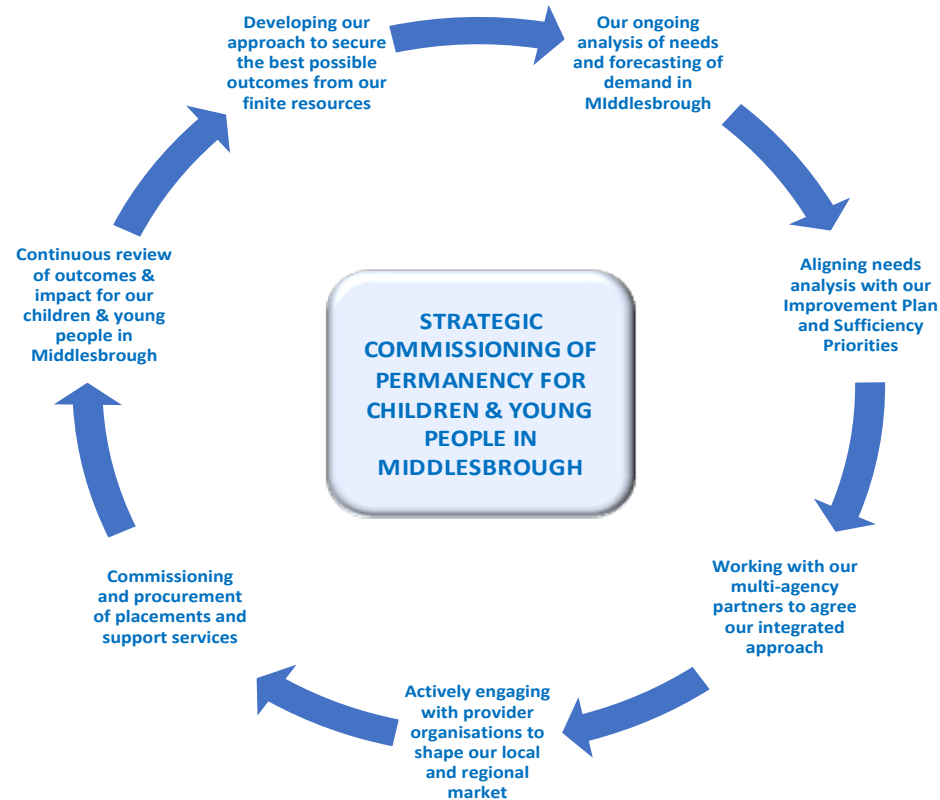 Developing our
approach to secure
the best possible
outcomes from our
finite resources
Our ongoing
analysis of needs
and forecasting of
demand in
MIddlesbrough
Aligning needs
analysis with our
Improvement Plan
and Sufficiency
Priorities
Working with our
multi-agency
partners to agree
our integrated
approach
Actively engaging
with provider
organisations to
shape our local
and regional
market
Commissioning
and procurement
of placements and
support services
Continuous review
of outcomes &
impact for our
children & young
people in
Middlesbrough
STRATEGIC
COMMISSIONING OF
PERMANENCY FOR
CHILDREN & YOUNG
PEOPLE IN
MIDDLESBROUGH